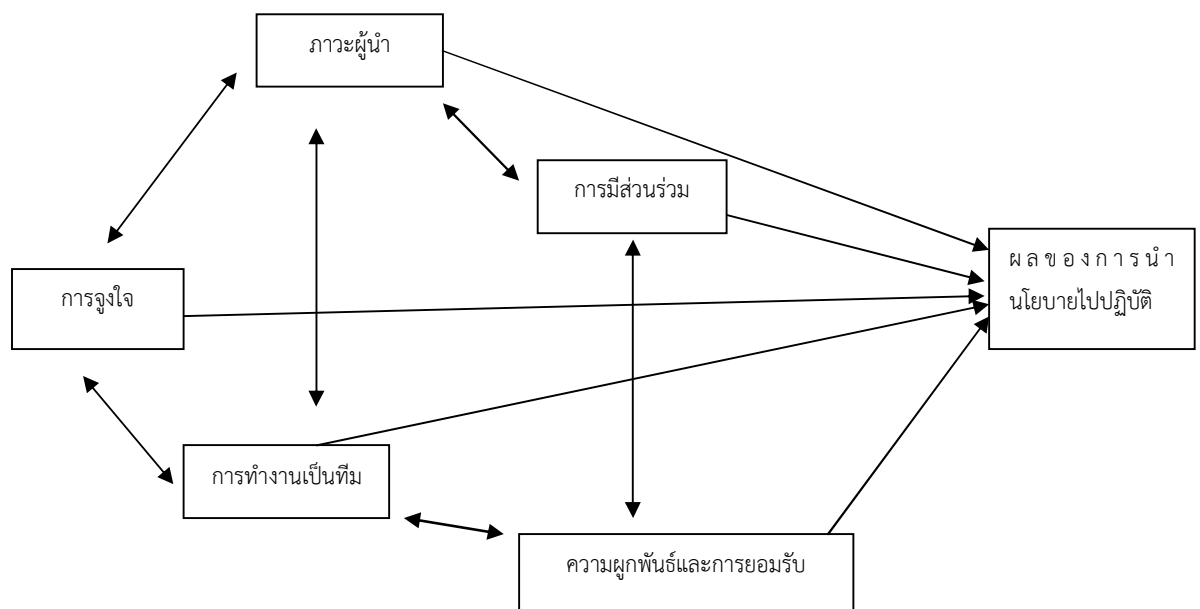 ภาวะผู้นำ
การมีส่วนร่วม
ผลของการนำ
นโยบายไปปฏิบัติ
การจูงใจ
การทำงานเป็นทีม
ความผูกพันธ์และการยอมรับ